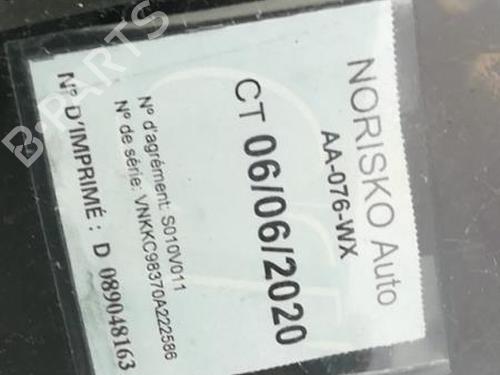 NORISKO Auto
AA-076-WX
CT 06/06/2020
N° d'agrément: S010V011
N° de série: VNKKC98370A222586
N° D'IMPRIMÉ : D 089048163
B-PARTS